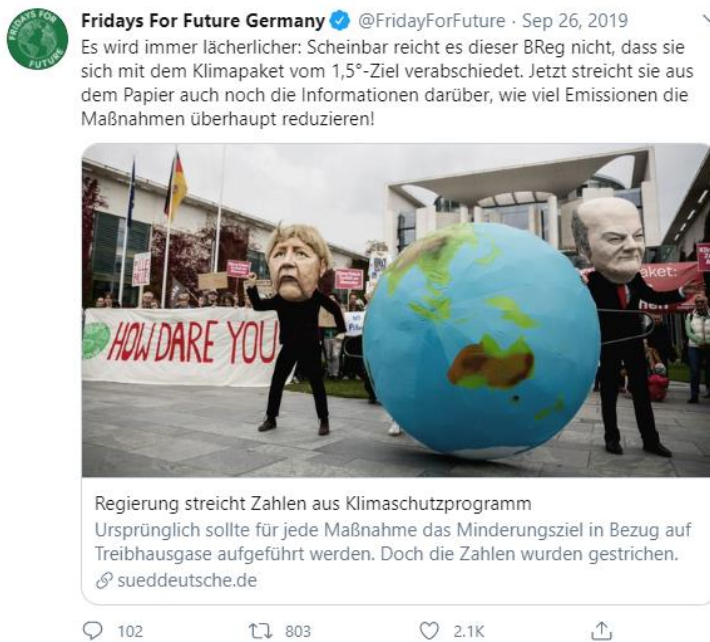 FRIDAYS FOR
FUTURE
Fridays For Future Germany @FridayForFuture · Sep 26, 2019
Es wird immer lächerlicher: Scheinbar reicht es dieser BReg nicht, dass sie
sich mit dem Klimapaket vom 1,5°-Ziel verabschiedet. Jetzt streicht sie aus
dem Papier auch noch die Informationen darüber, wie viel Emissionen die
Maßnahmen überhaupt reduzieren!
HOW DARE YOU
Regierung streicht Zahlen aus Klimaschutzprogramm
Ursprünglich sollte für jede Maßnahme das Minderungsziel in Bezug auf
Treibhausgase aufgeführt werden. Doch die Zahlen wurden gestrichen.
sueddeutsche.de
102 803 2.1K